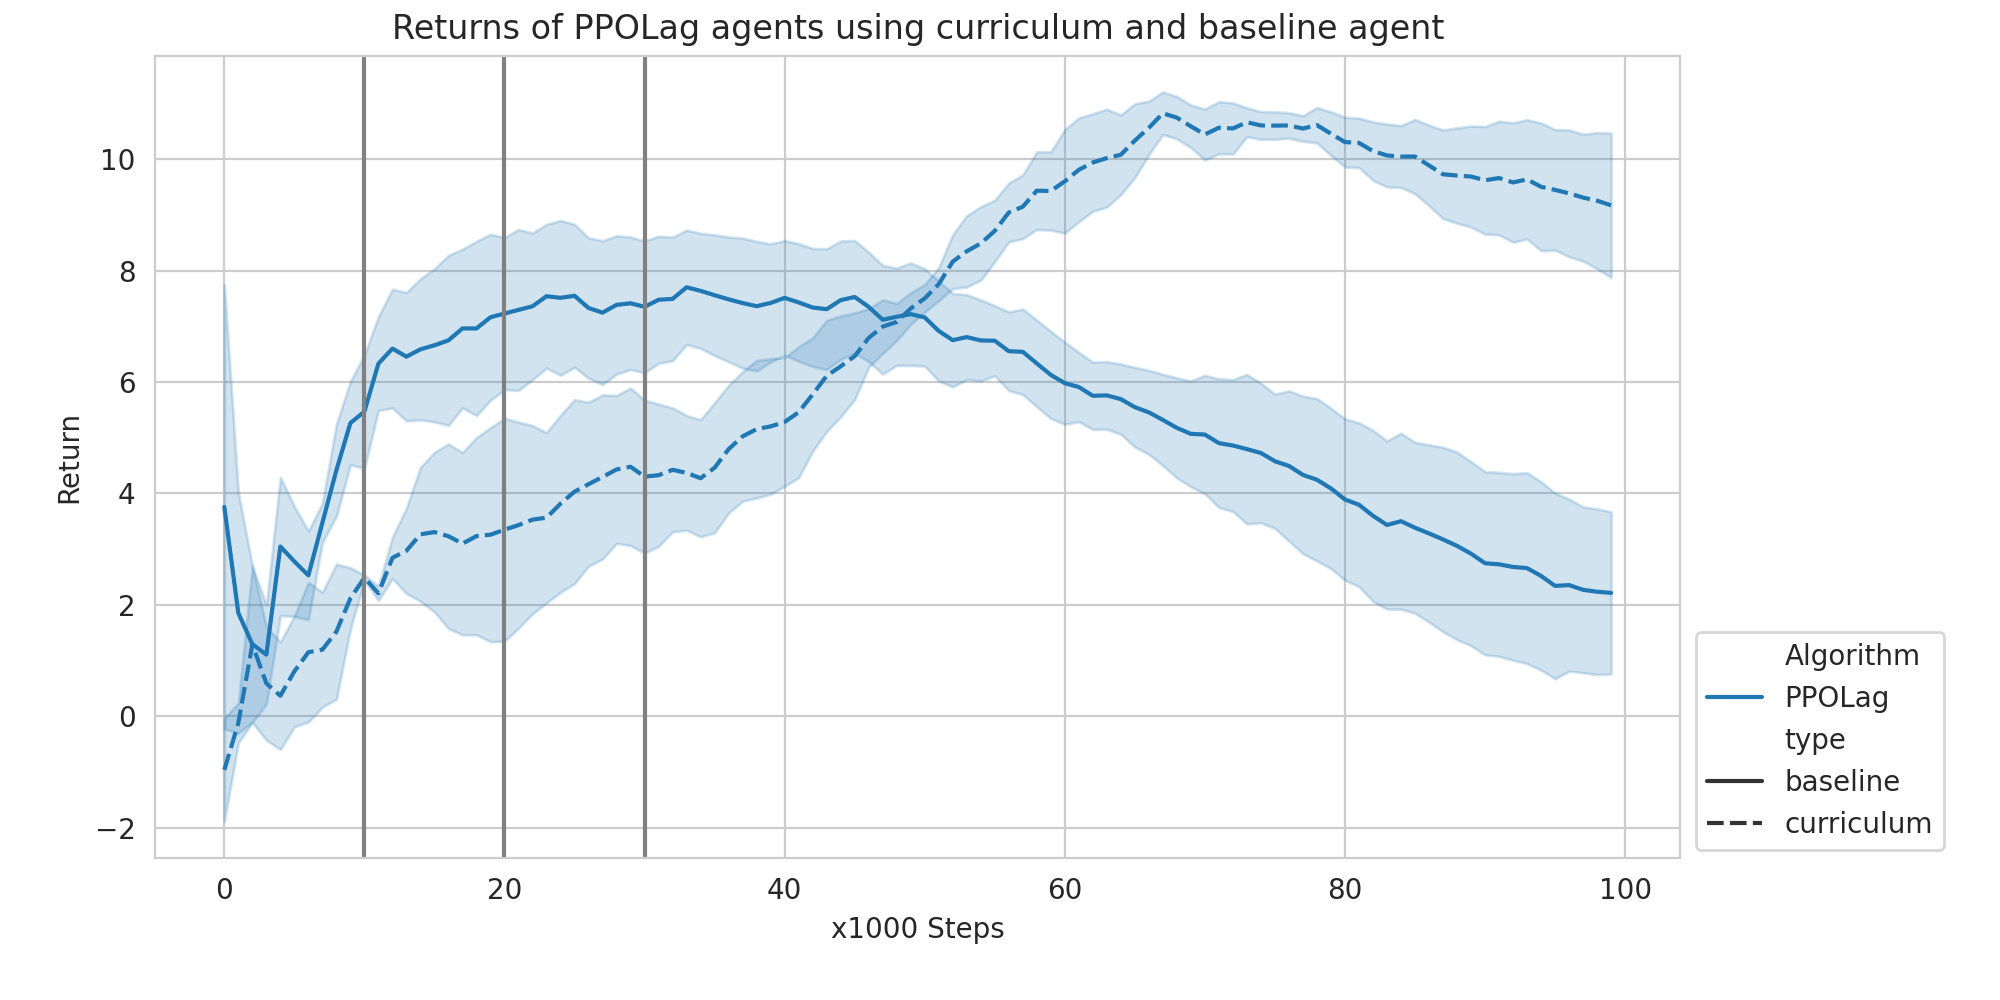 Returns of PPOLag agents using curriculum and baseline agent
Return
10
8
6
4
2
0
−2
0
20
40
60
80
100
x1000 Steps
Algorithm
PPOLag
type
baseline
curriculum